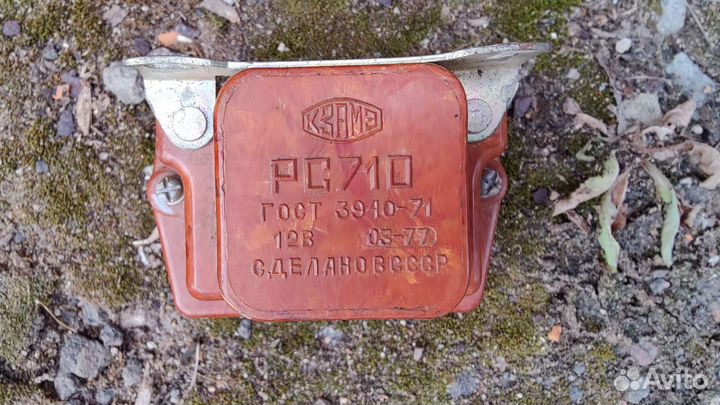 КЗАМЭ
РС710
ГОСТ 3940-71
12В 03-77
СДЕЛАНОВСССР
Avito